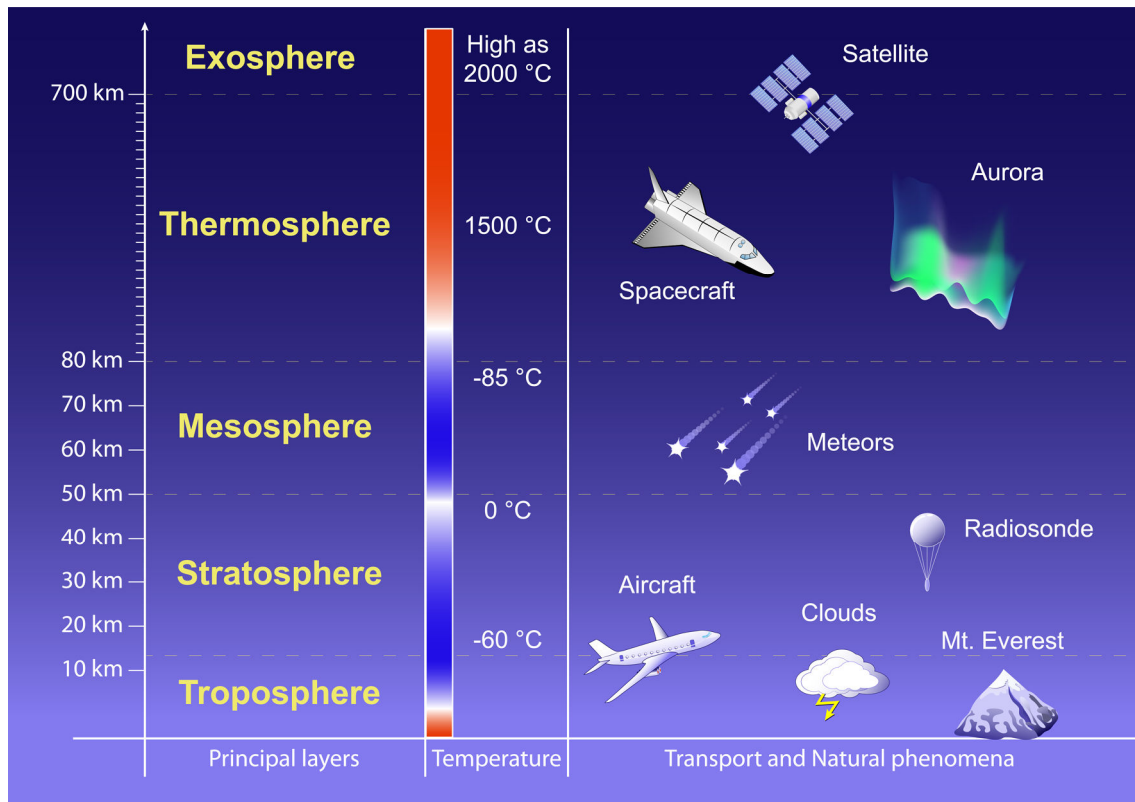 Exosphere
High as
2000 °C
Satellite
700 km
Aurora
Thermosphere
1500 °C
Spacecraft
80 km
-85 °C
70 km
Mesosphere
Meteors
60 km
50 km
0 °C
Radiosonde
40 km
Stratosphere
30 km
Aircraft
Clouds
20 km
-60 °C
Mt. Everest
10 km
Troposphere
Principal layers
Temperature
Transport and Natural phenomena